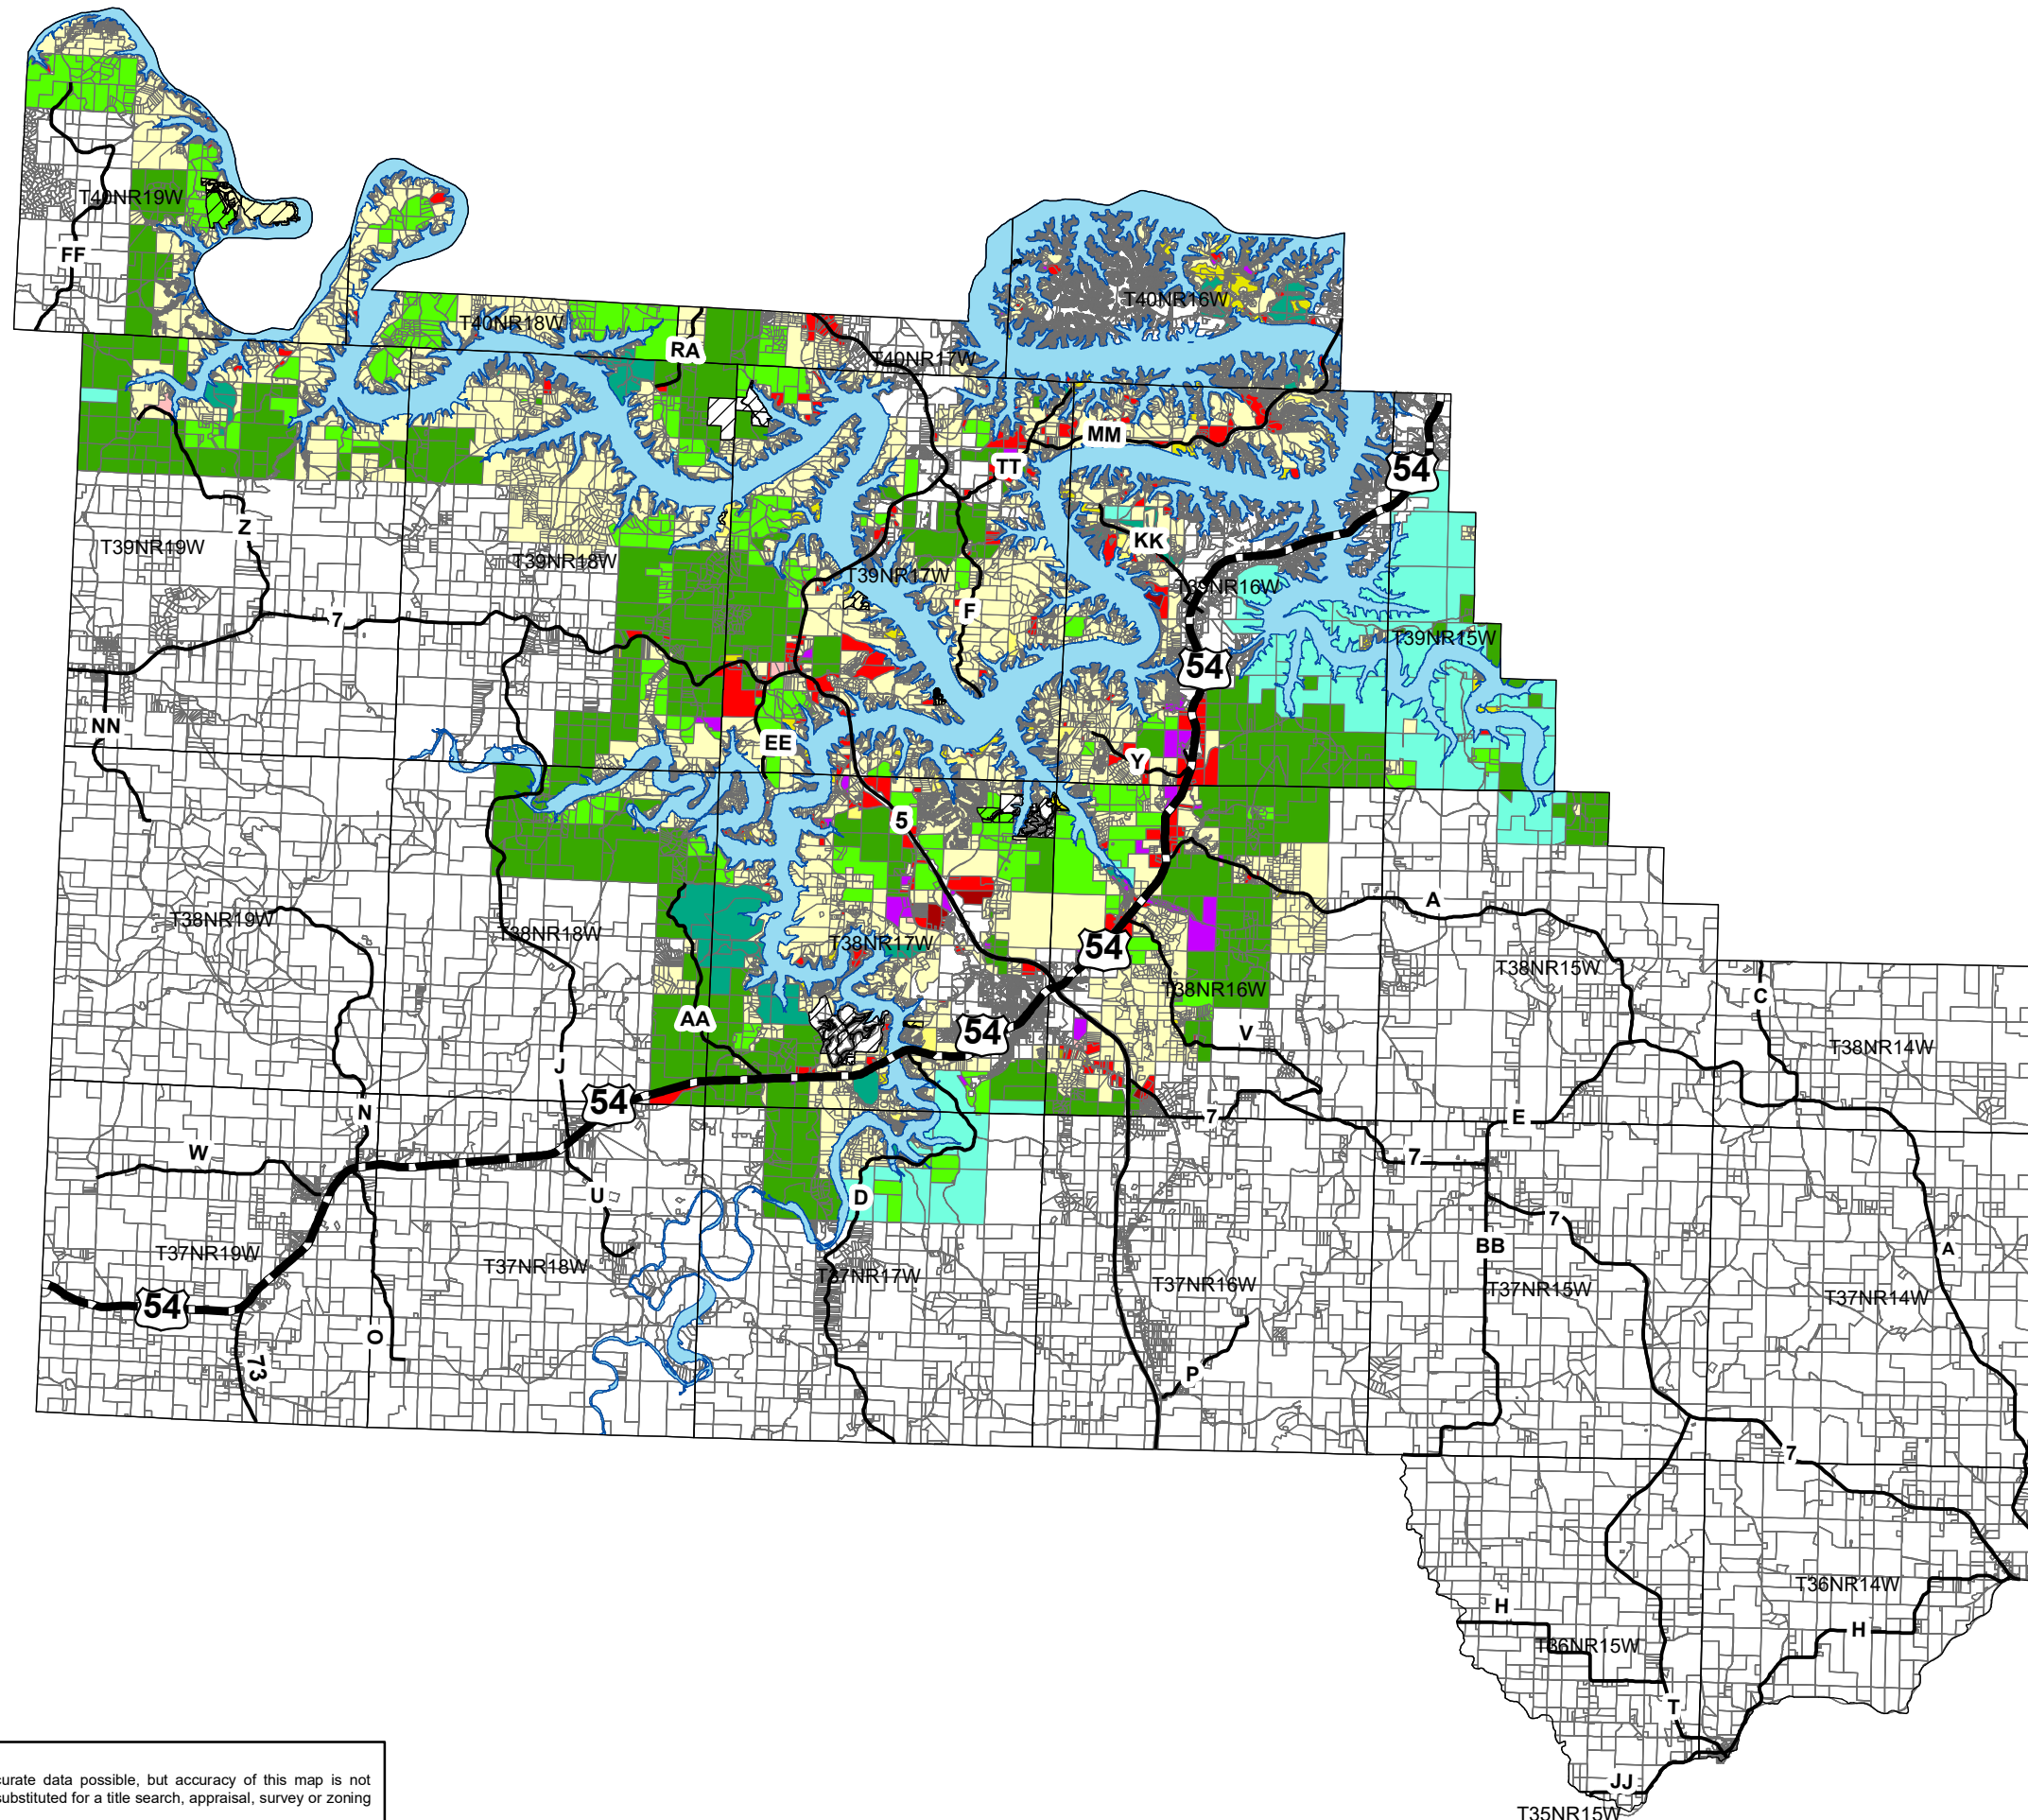 T40NR19W
FF
T40NR16W
T40NR18W
RA
T40NR17W
MM
TT
54
Z
KK
T39NR19W
T39NR18W
T39NR17W
T39NR16W
F
7
T39NR15W
54
NN
EE
Y
5
A
T38NR19W
T38NR18W
T38NR17W
54
T38NR15W
T38NR16W
C
AA
54
V
T38NR14W
J
54
N
7
E
W
7
U
D
7
T37NR19W
T37NR18W
T37NR17W
T37NR16W
BB
A
T37NR15W
T37NR14W
54
O
73
P
7
T36NR14W
H
H
T36NR15W
T
JJ
T35NR15W
curate data possible, but accuracy of this map is not
substituted for a title search, appraisal, survey or zoning